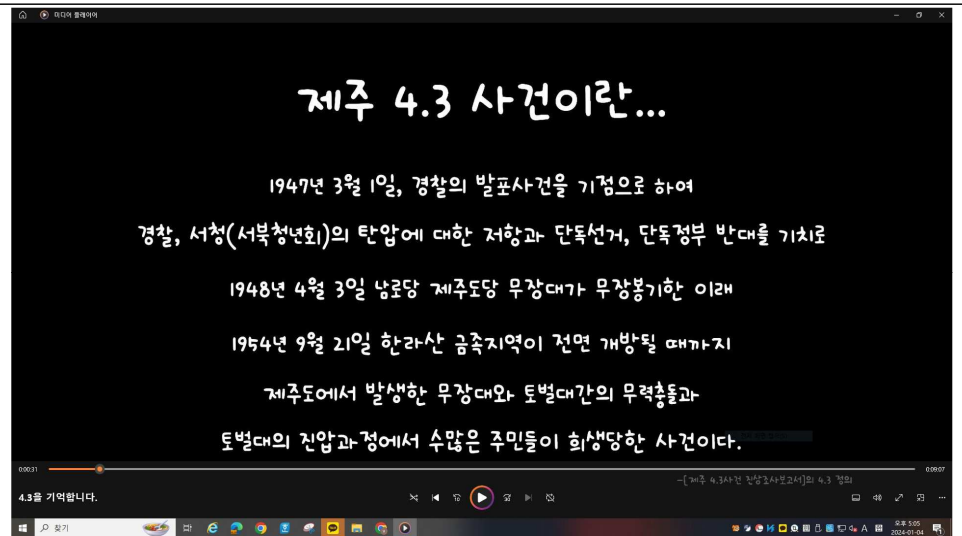 미디어 플레이어
제주 4.3 사건이란...
1947년 3월 1일, 경찰의 발포사건을 기점으로 하여
경찰, 서청(서북청년회)의 탄압에 대한 저항과 단독선거, 단독정부 반대를 기치로
1948년 4월 3일 남로당 제주도당 무장대가 무장봉기한 이래
1954년 9월 21일 한라산 금족지역이 전면 개방될 때까지
제주도에서 발생한 무장대와 토벌대간의 무력충돌과
토벌대의 진압과정에서 수많은 주민들이 희생당한 사건이다.
0:00:31
0:09:07
-[제주 4.3사건 진상조사보고서]의 4.3 정의
4.3을 기억합니다.
찾기
A
오후 5:05
2024-01-04